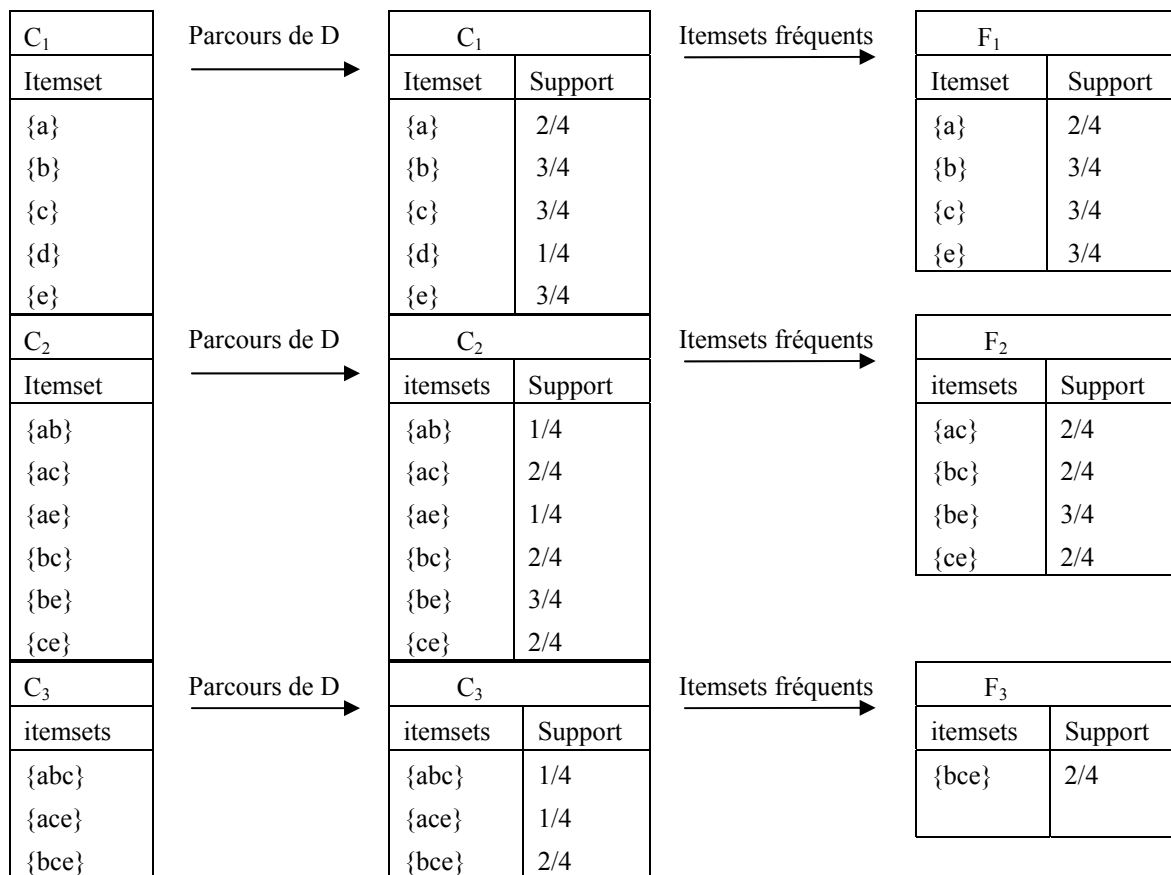 C₁ Parcours de D C₁ Itemsets fréquents F₁
Itemset Itemset Support Itemset Support
{a} {a} 2/4 {a} 2/4
{b} {b} 3/4 {b} 3/4
{c} {c} 3/4 {c} 3/4
{d} {d} 1/4 {e} 3/4
{e} {e} 3/4
C₂ Parcours de D C₂ Itemsets fréquents F₂
Itemset itemsets Support itemsets Support
{ab} {ab} 1/4 {ac} 2/4
{ac} {ac} 2/4 {bc} 2/4
{ae} {ae} 1/4 {be} 3/4
{bc} {bc} 2/4 {ce} 2/4
{be} {be} 3/4
{ce} {ce} 2/4
C₃ Parcours de D C₃ Itemsets fréquents F₃
itemsets itemsets Support itemsets Support
{abc} {abc} 1/4 {bce} 2/4
{ace} {ace} 1/4
{bce} {bce} 2/4